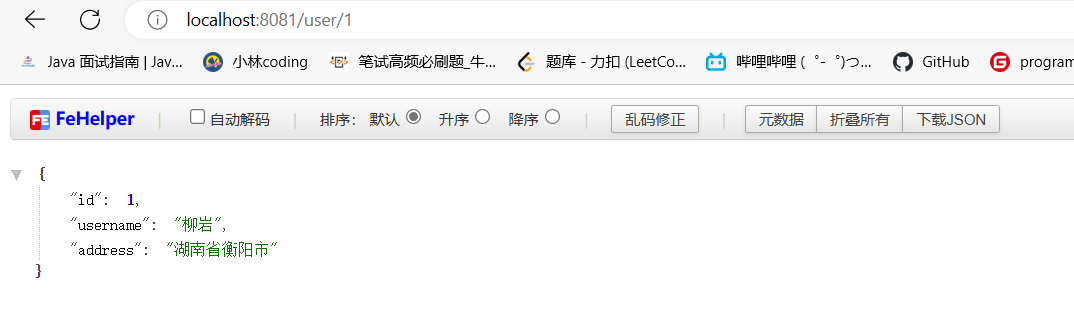 localhost:8081/user/1
Java 面试指南 | Jav... 小林coding 笔试高频必刷题_牛... 题库 - 力扣 (LeetCo... 哔哩哔哩 (゜-゜)つ... GitHub program
FE FeHelper | 自动解码 | 排序： 默认 升序 降序 | 乱码修正 | 元数据 折叠所有 下载JSON
{
"id": 1,
"username": "柳岩",
"address": "湖南省衡阳市"
}